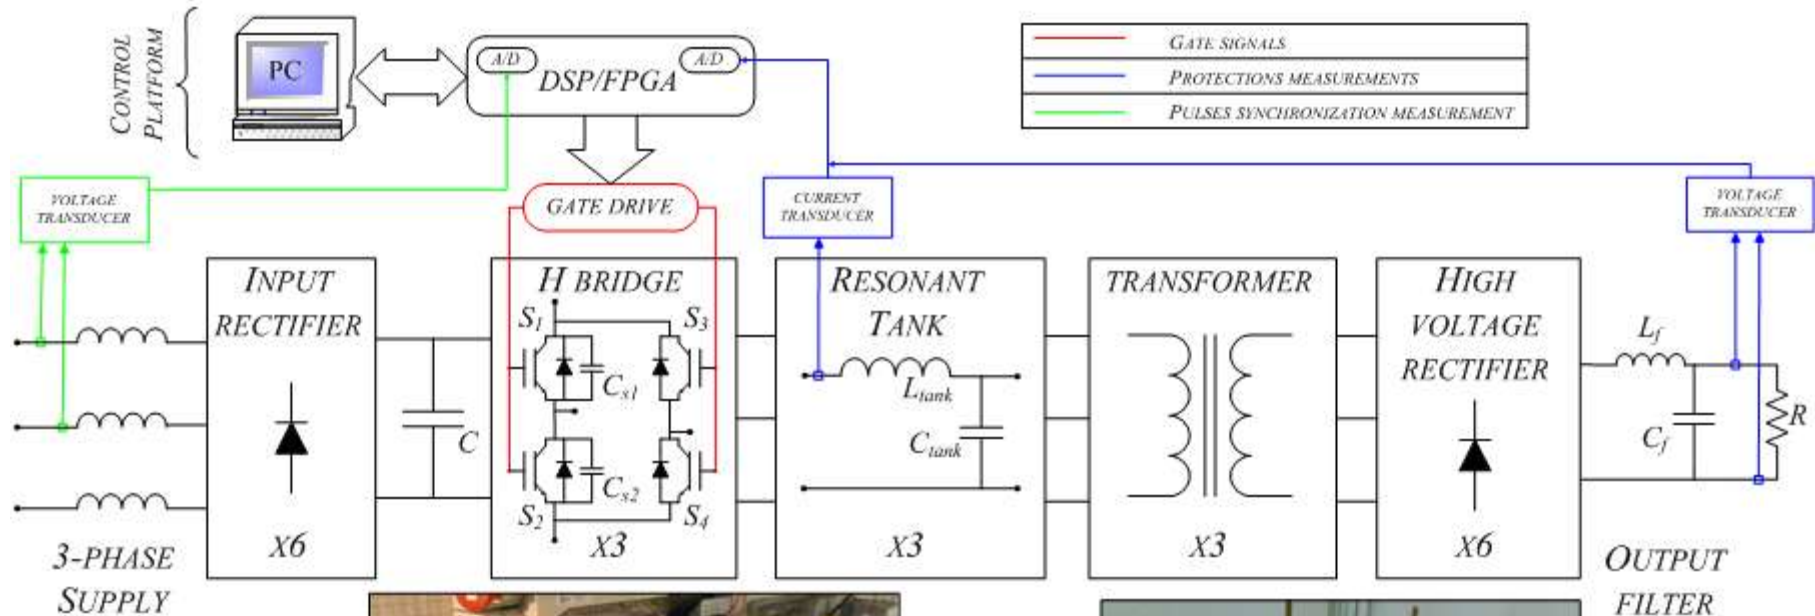 CONTROL
PLATFORM
PC
A/D
A/D
DSP/FPGA
GATE SIGNALS
PROTECTIONS MEASUREMENTS
PULSES SYNCHRONIZATION MEASUREMENT
VOLTAGE
TRANSDUCER
GATE DRIVE
CURRENT
TRANSDUCER
VOLTAGE
TRANSDUCER
INPUT
RECTIFIER
X6
C
H BRIDGE
S1
S3
Cs1
Cs2
S2
S4
X3
RESONANT
TANK
Ltank
Ctank
X3
TRANSFORMER
X3
HIGH
VOLTAGE
RECTIFIER
X6
Lf
Cf
R
3-PHASE
SUPPLY
OUTPUT
FILTER